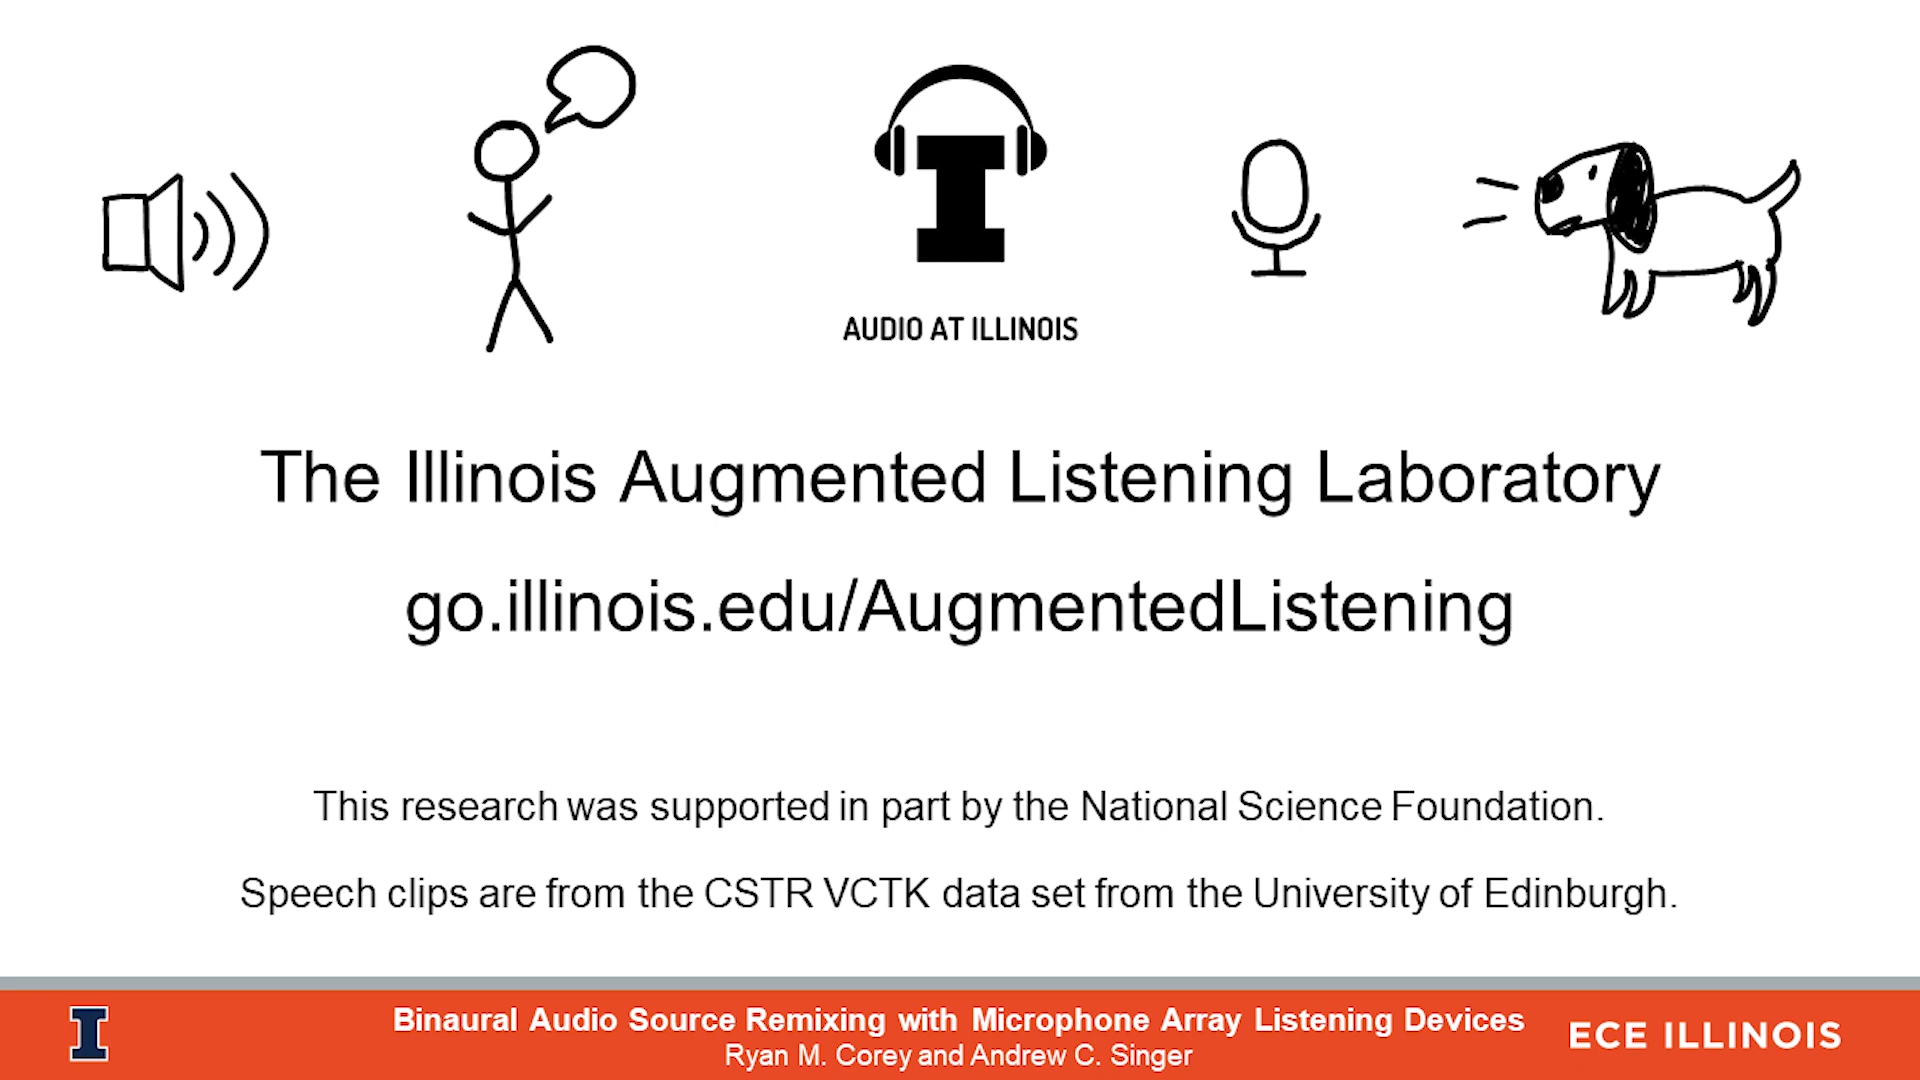 AUDIO AT ILLINOIS
The Illinois Augmented Listening Laboratory
go.illinois.edu/AugmentedListening
This research was supported in part by the National Science Foundation.
Speech clips are from the CSTR VCTK data set from the University of Edinburgh.
Binaural Audio Source Remixing with Microphone Array Listening Devices
Ryan M. Corey and Andrew C. Singer
ECE ILLINOIS